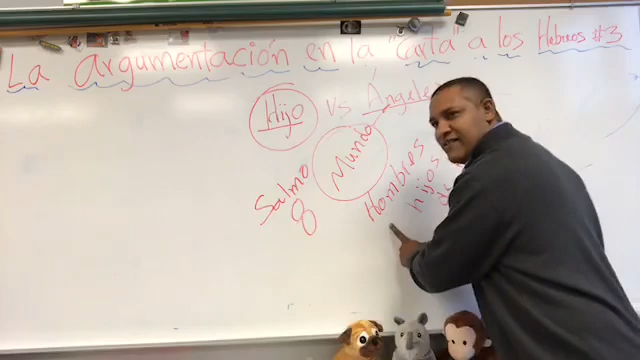 La argumentación en la "carta" a los Hebreos #3
Hijo vs Ángeles
Mundo
Salmo 8
Hombres
hijos